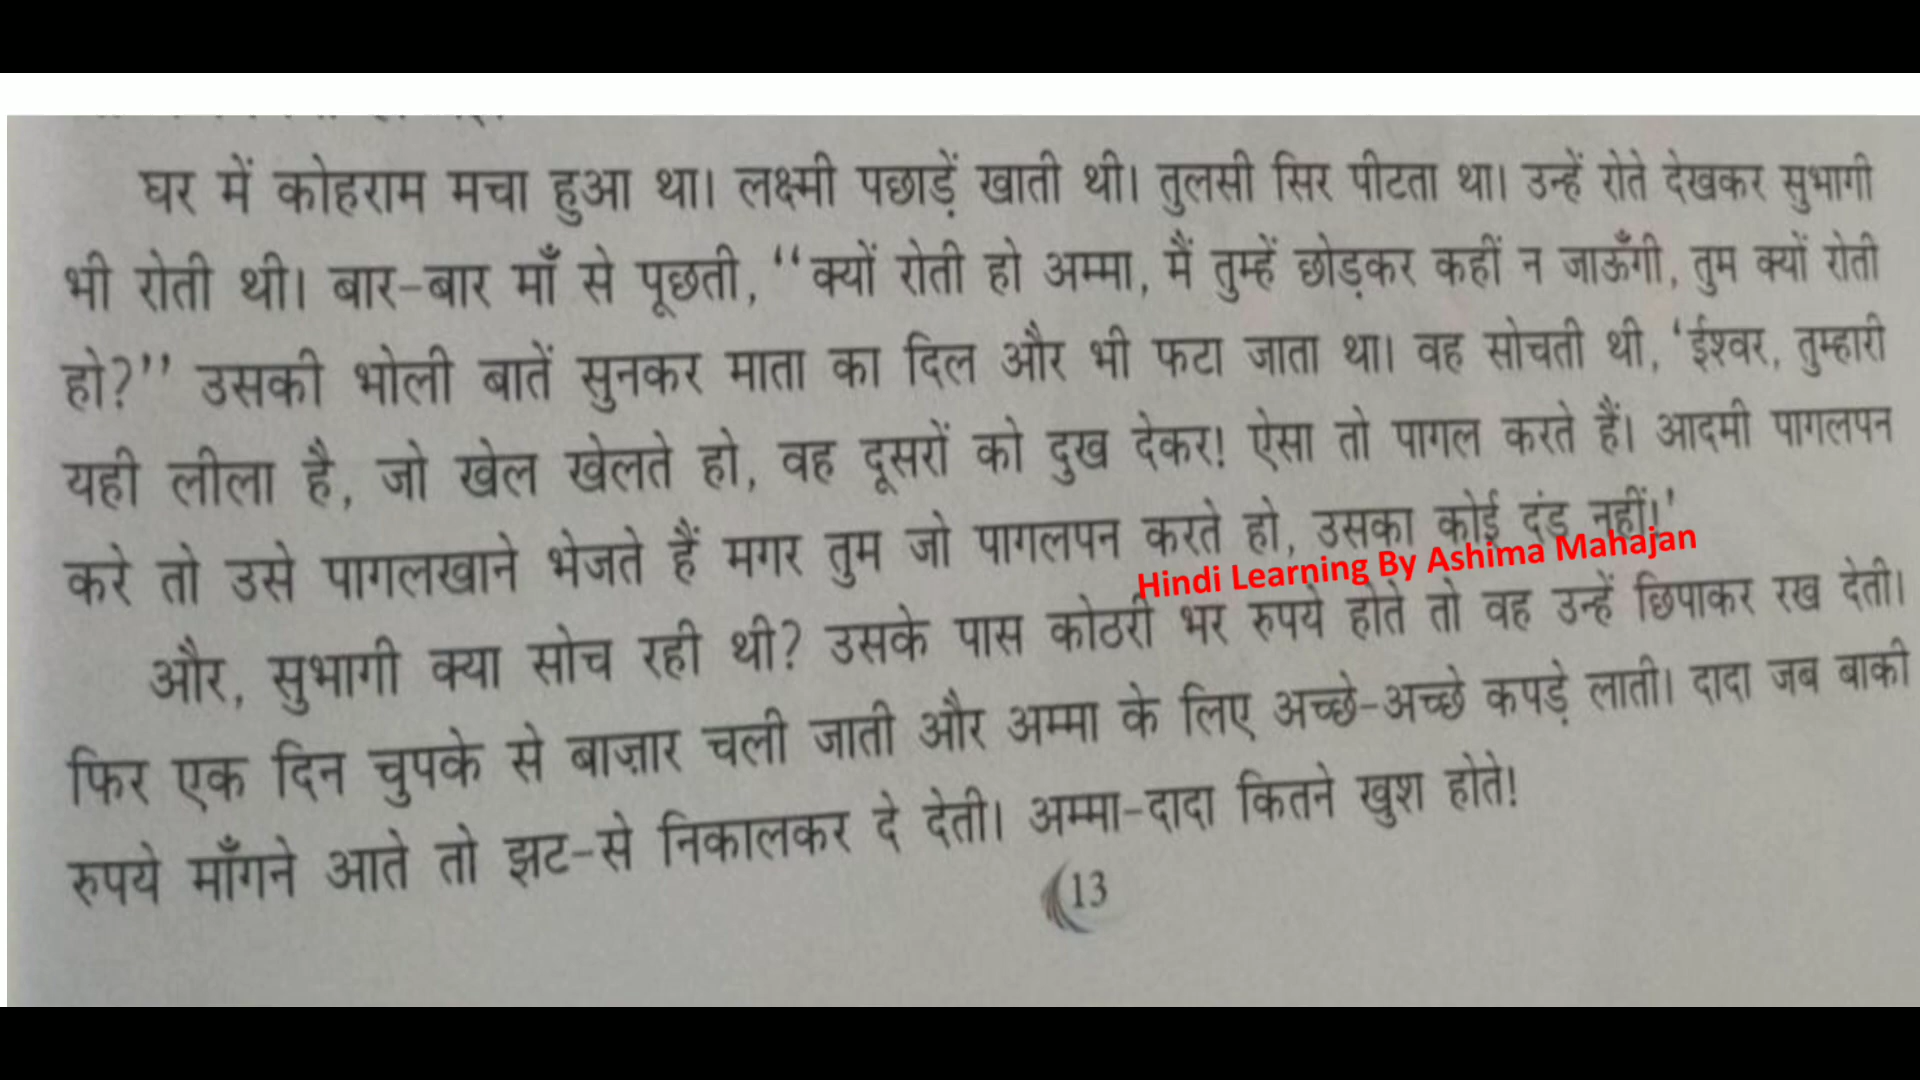 घर में कोहराम मचा हुआ था। लक्ष्मी पछाड़ें खाती थी। तुलसी सिर पीटता था। उन्हें रोते देखकर सुभागी
भी रोती थी। बार-बार माँ से पूछती, “क्यों रोती हो अम्मा, मैं तुम्हें छोड़कर कहीं न जाऊँगी, तुम क्यों रोती
हो?” उसकी भोली बातें सुनकर माता का दिल और भी फटा जाता था। वह सोचती थी, ‘ईश्वर, तुम्हारी
यही लीला है, जो खेल खेलते हो, वह दूसरों को दुख देकर! ऐसा तो पागल करते हैं। आदमी पागलपन
करे तो उसे पागलखाने भेजते हैं मगर तुम जो पागलपन करते हो, उसका कोई दंड नहीं।’
Hindi Learning By Ashima Mahajan
और, सुभागी क्या सोच रही थी? उसके पास कोठरी भर रुपये होते तो वह उन्हें छिपाकर रख देती।
फिर एक दिन चुपके से बाज़ार चली जाती और अम्मा के लिए अच्छे-अच्छे कपड़े लाती। दादा जब बाकी
रुपये माँगने आते तो झट-से निकालकर दे देती। अम्मा-दादा कितने खुश होते!
13